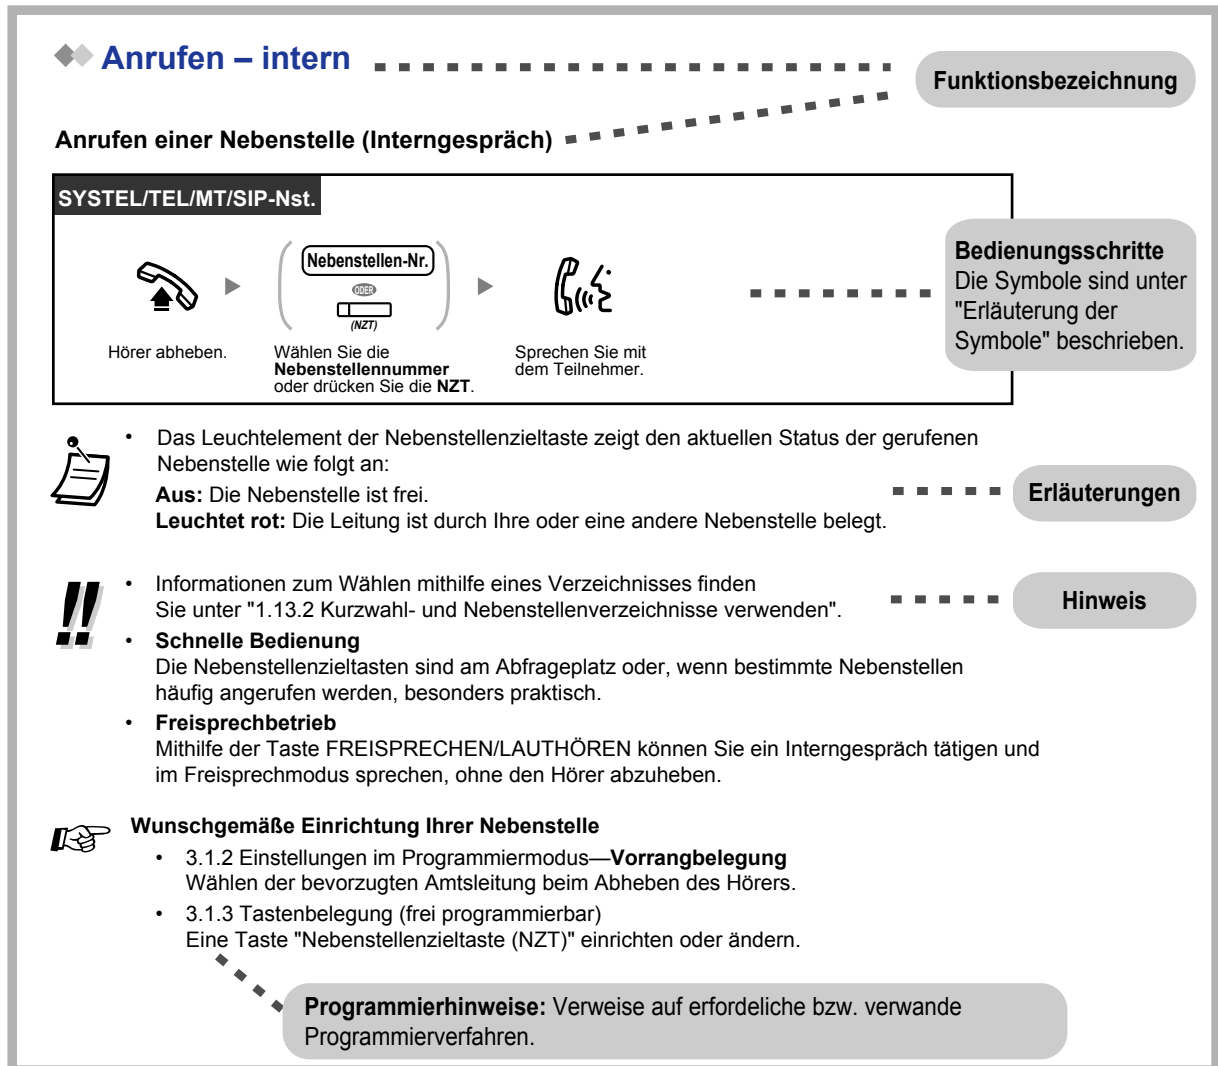 Anrufen – intern
Funktionsbezeichnung
Anrufen einer Nebenstelle (Interngespräch)
SYSTEL/TEL/MT/SIP-Nst.
Nebenstellen-Nr.
ODER
(NZT)
Hörer abheben.
Wählen Sie die
Nebenstellennummer
oder drücken Sie die NZT.
Sprechen Sie mit
dem Teilnehmer.
Bedienungsschritte
Die Symbole sind unter
"Erläuterung der
Symbole" beschrieben.
• Das Leuchtelement der Nebenstellenzieltaste zeigt den aktuellen Status der gerufenen
Nebenstelle wie folgt an:
Aus: Die Nebenstelle ist frei.
Leuchtet rot: Die Leitung ist durch Ihre oder eine andere Nebenstelle belegt.
Erläuterungen
• Informationen zum Wählen mithilfe eines Verzeichnisses finden
Sie unter "1.13.2 Kurzwahl- und Nebenstellenverzeichnisse verwenden".
Hinweis
• Schnelle Bedienung
Die Nebenstellenzieltasten sind am Abfrageplatz oder, wenn bestimmte Nebenstellen
häufig angerufen werden, besonders praktisch.
• Freisprechbetrieb
Mithilfe der Taste FREISPRECHEN/LAUTHÖREN können Sie ein Interngespräch tätigen und
im Freisprechmodus sprechen, ohne den Hörer abzuheben.
Wunschgemäße Einrichtung Ihrer Nebenstelle
• 3.1.2 Einstellungen im Programmiermodus—Vorrangbelegung
Wählen der bevorzugten Amtsleitung beim Abheben des Hörers.
• 3.1.3 Tastenbelegung (frei programmierbar)
Eine Taste "Nebenstellenzieltaste (NZT)" einrichten oder ändern.
Programmierhinweise: Verweise auf erfordeliche bzw. verwande
Programmierverfahren.